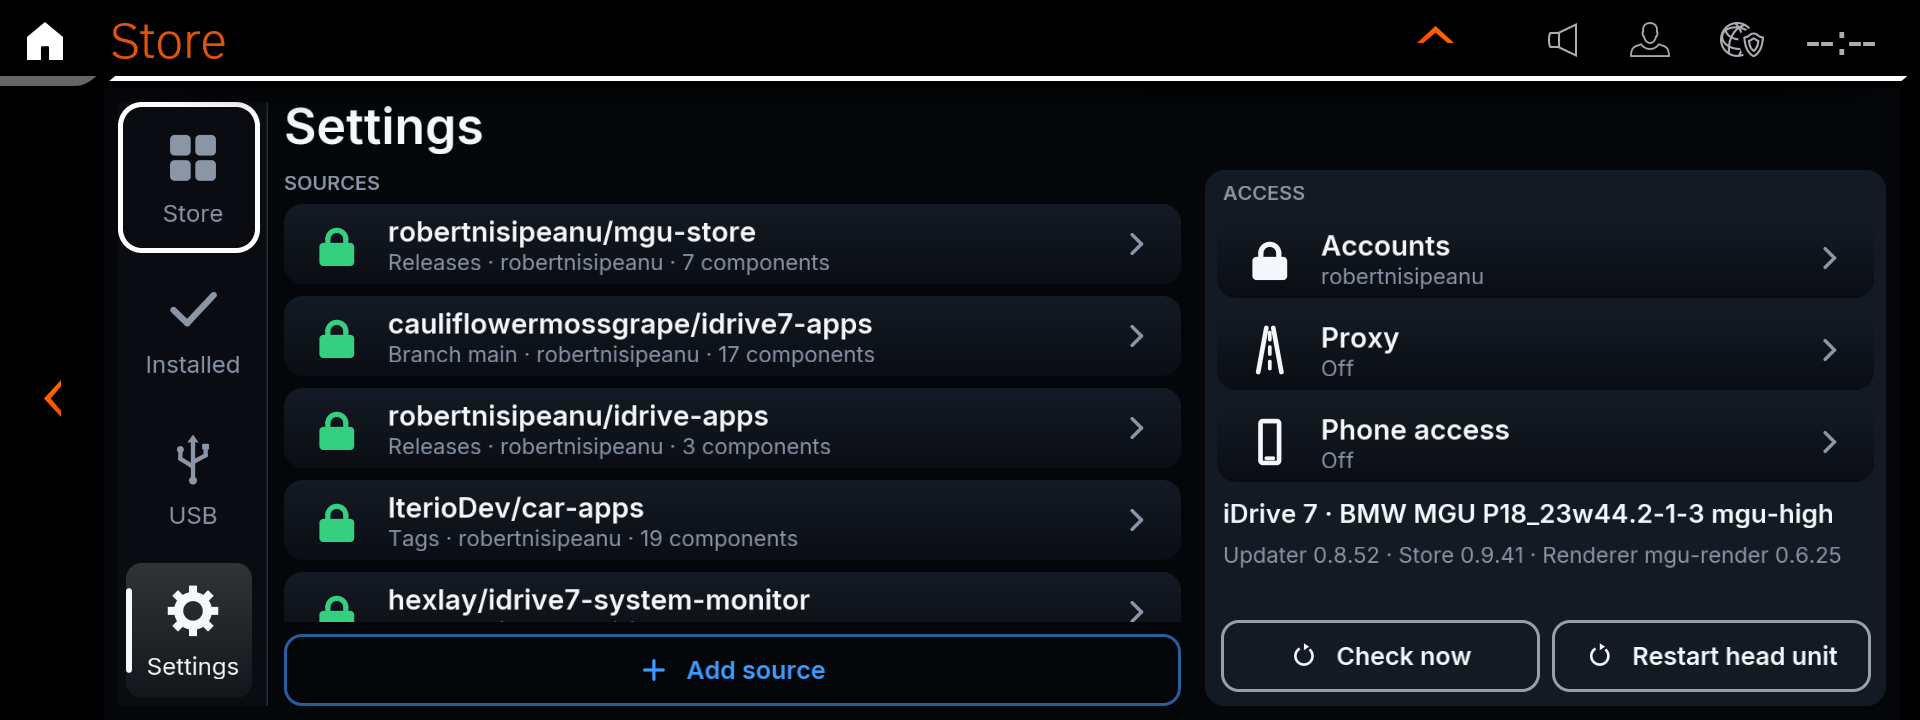 Store
--:--
Store
Installed
USB
Settings
Settings
SOURCES
robertnisipeanu/mgu-store
Releases · robertnisipeanu · 7 components
cauliflowermossgrape/idrive7-apps
Branch main · robertnisipeanu · 17 components
robertnisipeanu/idrive-apps
Releases · robertnisipeanu · 3 components
IterioDev/car-apps
Tags · robertnisipeanu · 19 components
hexlay/idrive7-system-monitor
Add source
ACCESS
Accounts
robertnisipeanu
Proxy
Off
Phone access
Off
iDrive 7 · BMW MGU P18_23w44.2-1-3 mgu-high
Updater 0.8.52 · Store 0.9.41 · Renderer mgu-render 0.6.25
Check now
Restart head unit